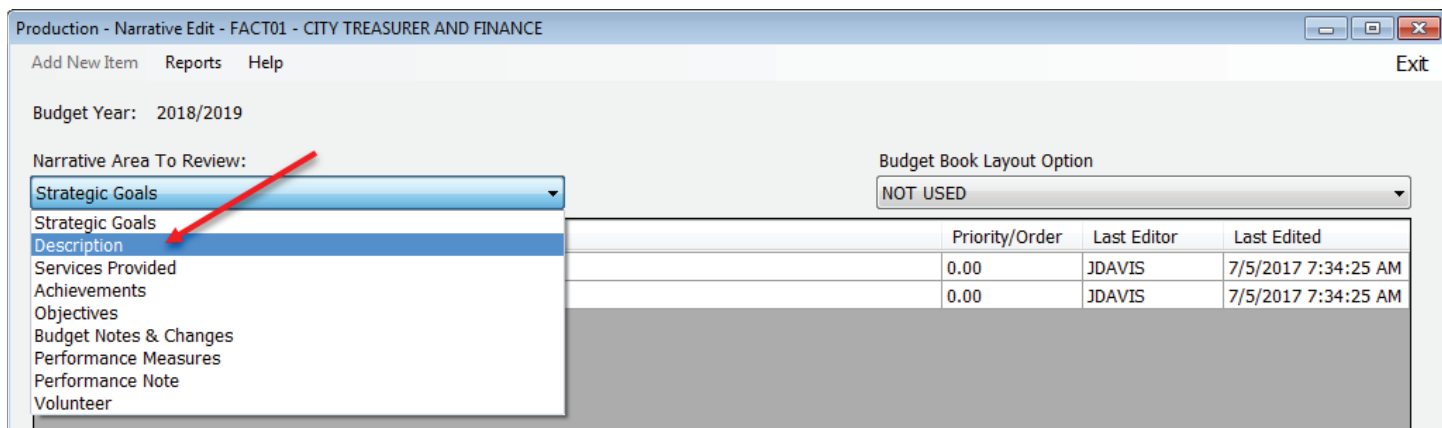 Production - Narrative Edit - FACT01 - CITY TREASURER AND FINANCE
Add New Item Reports Help Exit
Budget Year: 2018/2019
Narrative Area To Review: Budget Book Layout Option
Strategic Goals NOT USED
Strategic Goals
Description
Services Provided
Achievements
Objectives
Budget Notes & Changes
Performance Measures
Performance Note
Volunteer
Priority/Order Last Editor Last Edited
0.00 JDAVIS 7/5/2017 7:34:25 AM
0.00 JDAVIS 7/5/2017 7:34:25 AM